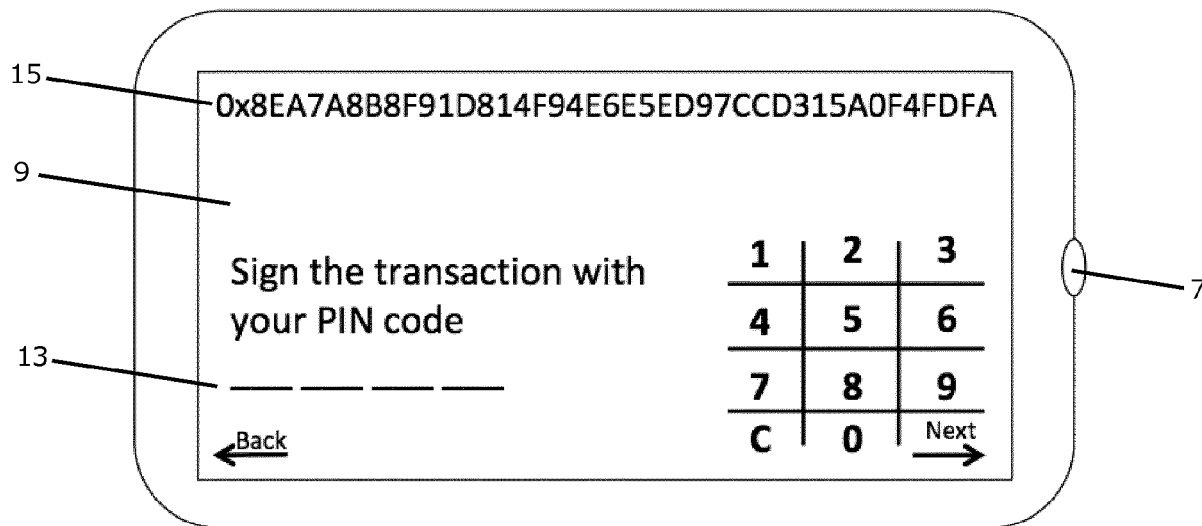 15
0x8EA7A8B8F91D814F94E6E5ED97CCD315A0F4FDFA
9
Sign the transaction with
your PIN code
13
Back
1 2 3
4 5 6
7 8 9
C 0 Next
7